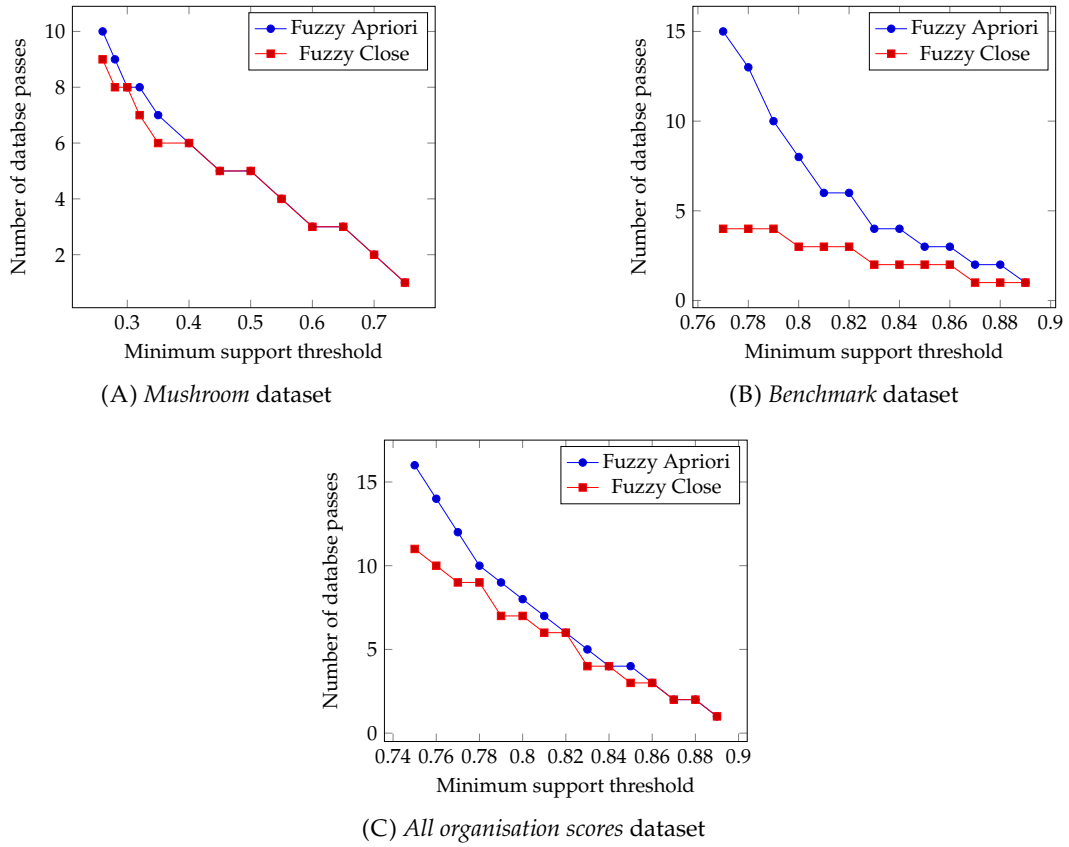 Number of databse passes
10
8
6
4
2
0.3 0.4 0.5 0.6 0.7
Minimum support threshold
Fuzzy Apriori
Fuzzy Close
(A) Mushroom dataset
Number of databse passes
15
10
5
0
0.76 0.78 0.8 0.82 0.84 0.86 0.88 0.9
Minimum support threshold
Fuzzy Apriori
Fuzzy Close
(B) Benchmark dataset
Number of databse passes
15
10
5
0
0.74 0.76 0.78 0.8 0.82 0.84 0.86 0.88 0.9
Minimum support threshold
Fuzzy Apriori
Fuzzy Close
(C) All organisation scores dataset